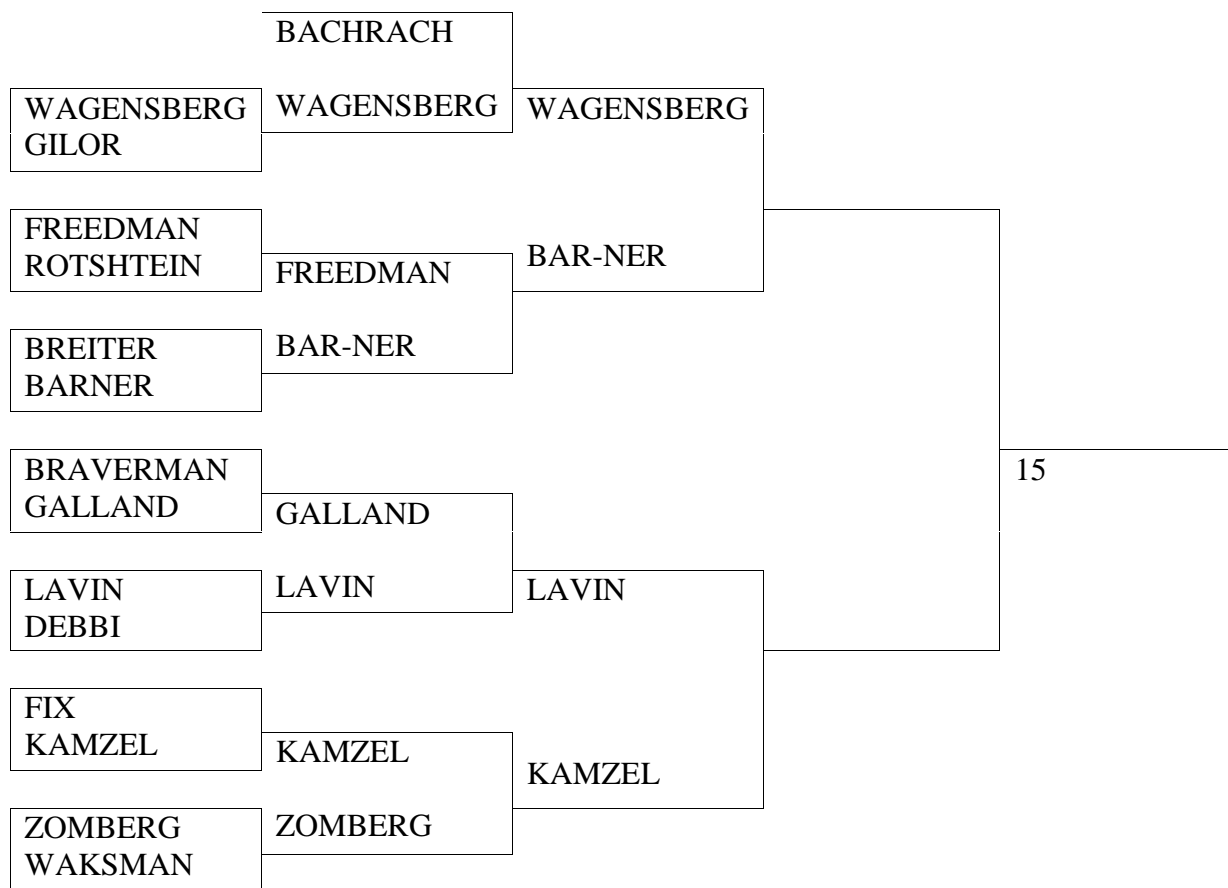 BACHRACH
WAGENSBERG
GILOR
WAGENSBERG
WAGENSBERG
FREEDMAN
ROTSHTEIN
FREEDMAN
BAR-NER
BREITER
BARNER
BAR-NER
BRAVERMAN
GALLAND
GALLAND
15
LAVIN
DEBBI
LAVIN
LAVIN
FIX
KAMZEL
KAMZEL
KAMZEL
ZOMBERG
WAKSMAN
ZOMBERG